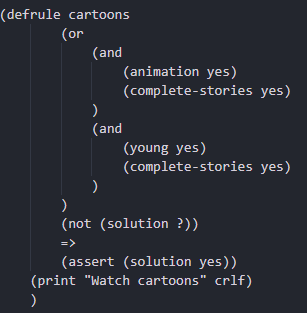 (defrule cartoons
        (or
            (and
                (animation yes)
                (complete-stories yes)
            )
            (and
                (young yes)
                (complete-stories yes)
            )
        )
        (not (solution ?))
        =>
        (assert (solution yes))
    (print "Watch cartoons" crlf)
    )